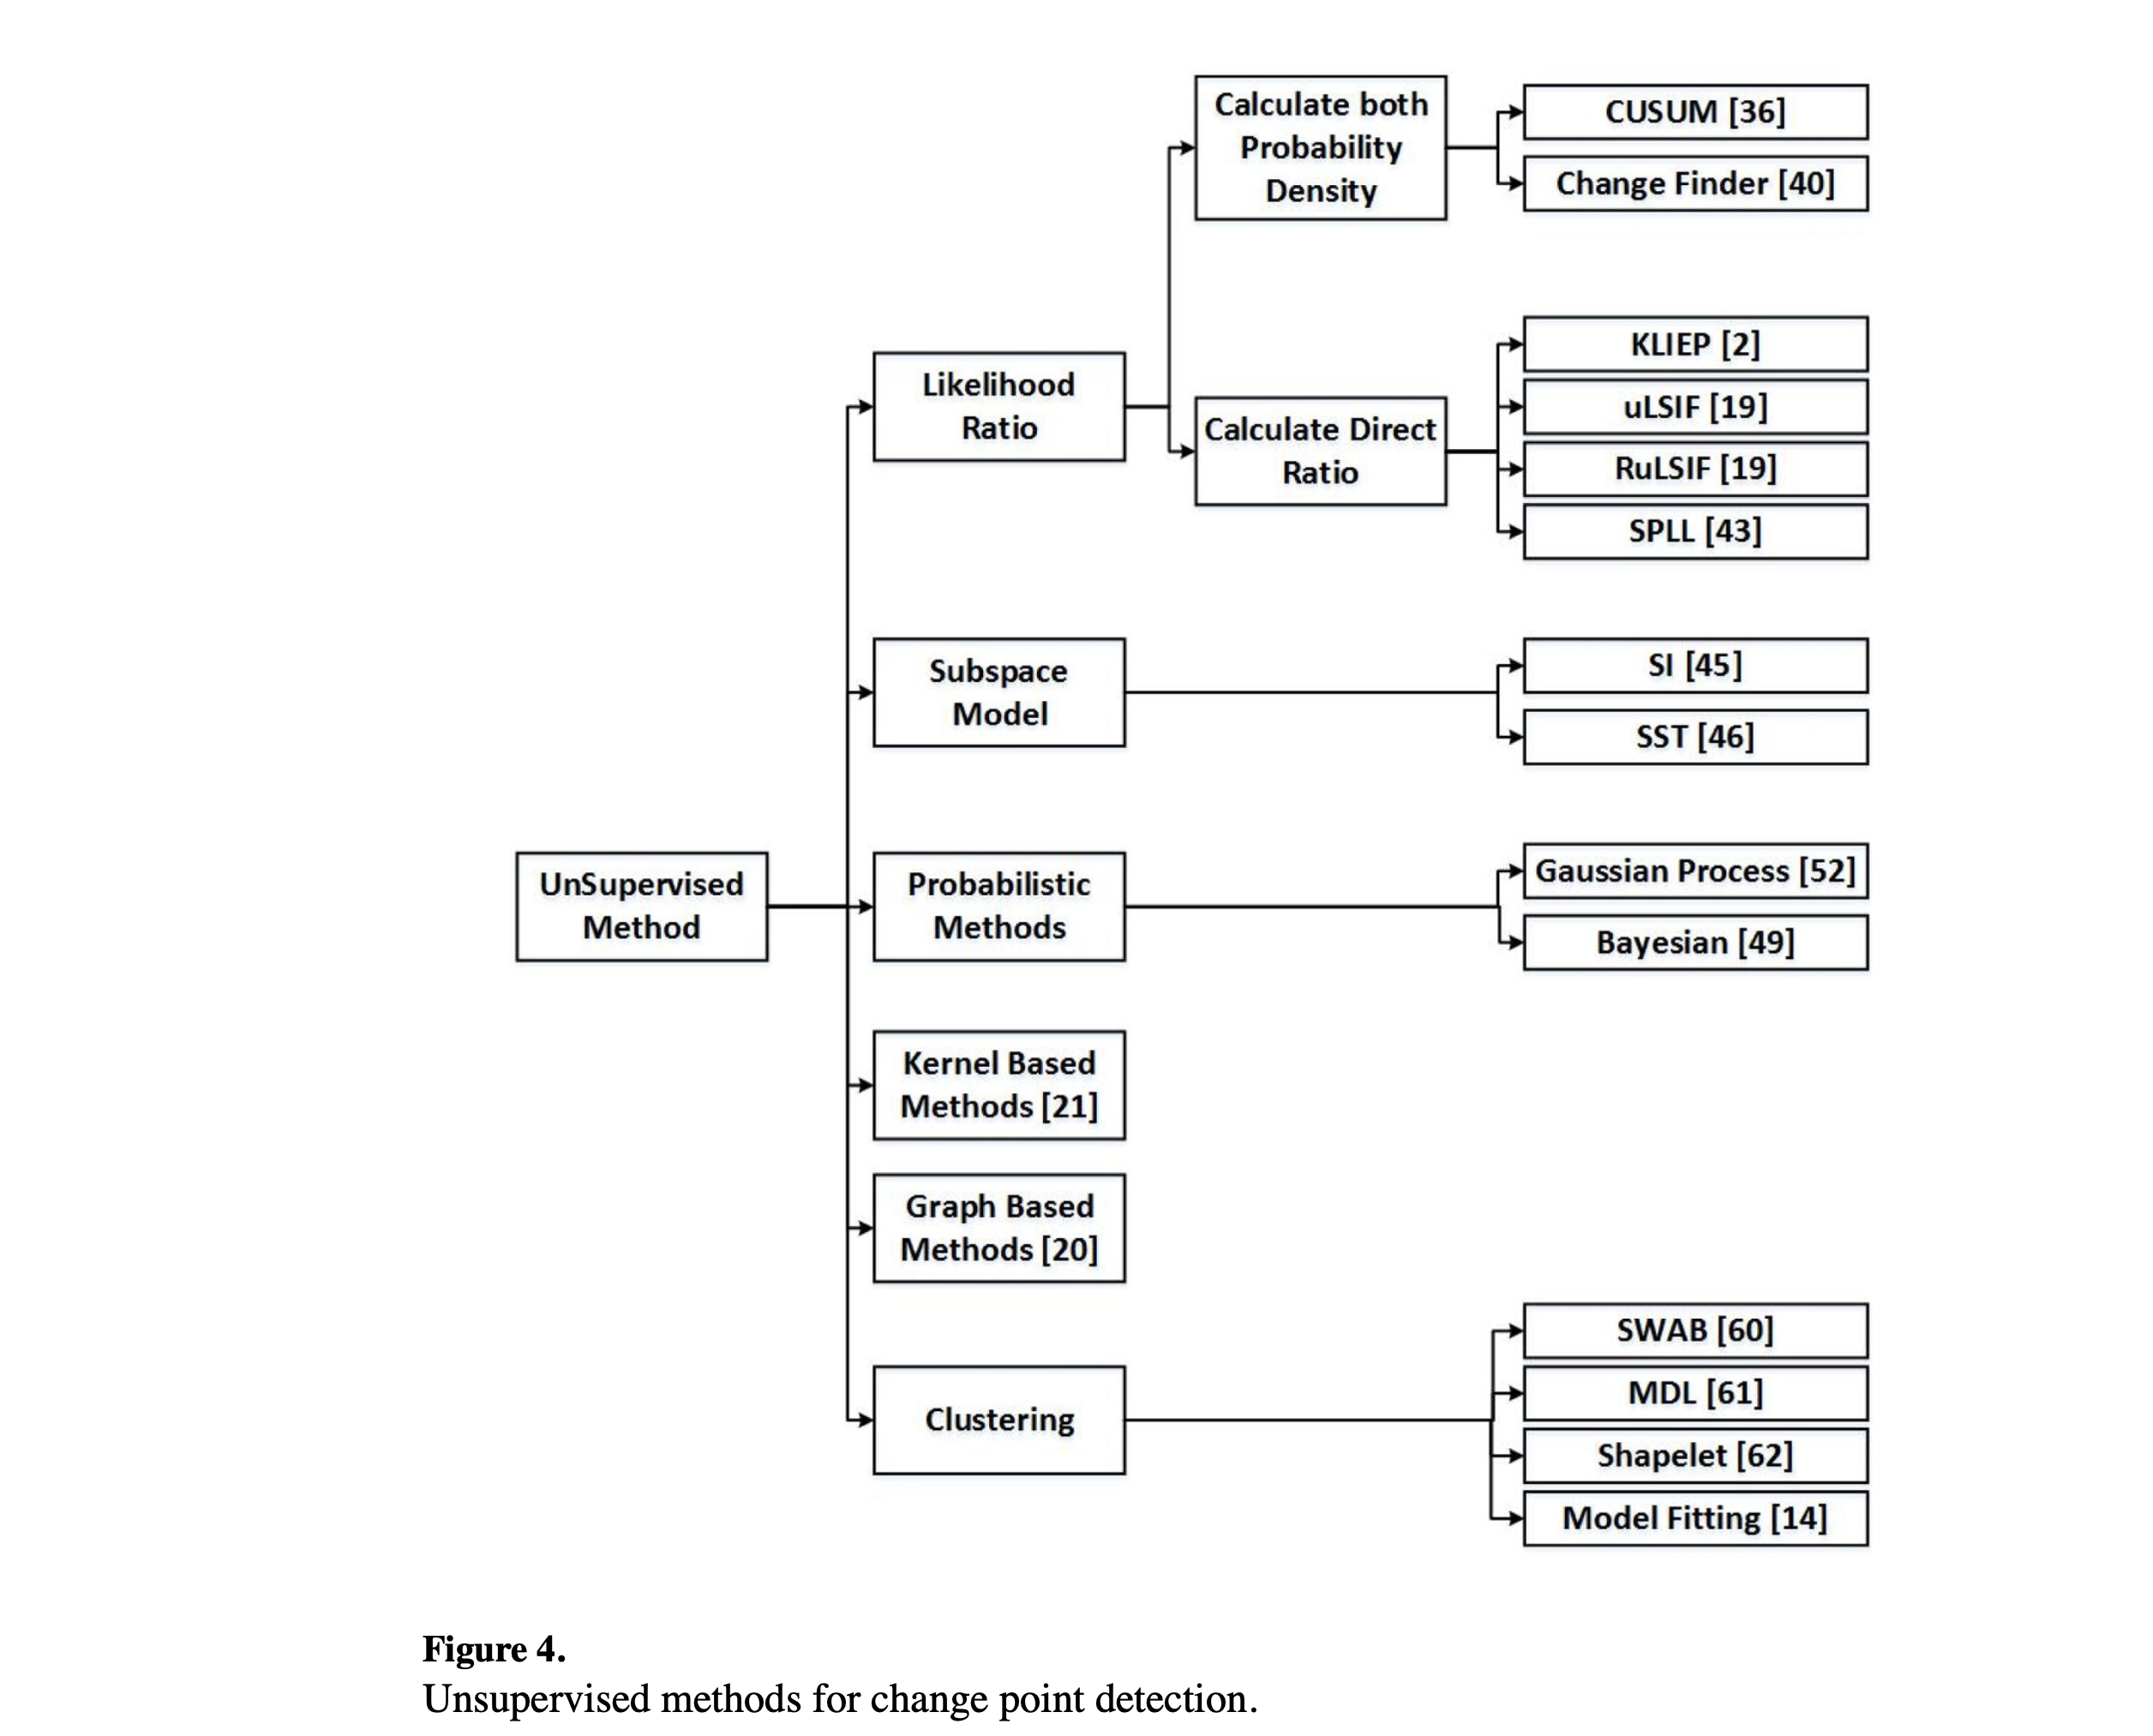 Calculate both
Probability
Density
CUSUM [36]
Change Finder [40]
Likelihood
Ratio
Calculate Direct
Ratio
KLIEP [2]
uLSIF [19]
RuLSIF [19]
SPLL [43]
Subspace
Model
SI [45]
SST [46]
UnSupervised
Method
Probabilistic
Methods
Gaussian Process [52]
Bayesian [49]
Kernel Based
Methods [21]
Graph Based
Methods [20]
Clustering
SWAB [60]
MDL [61]
Shapelet [62]
Model Fitting [14]
Figure 4.
Unsupervised methods for change point detection.